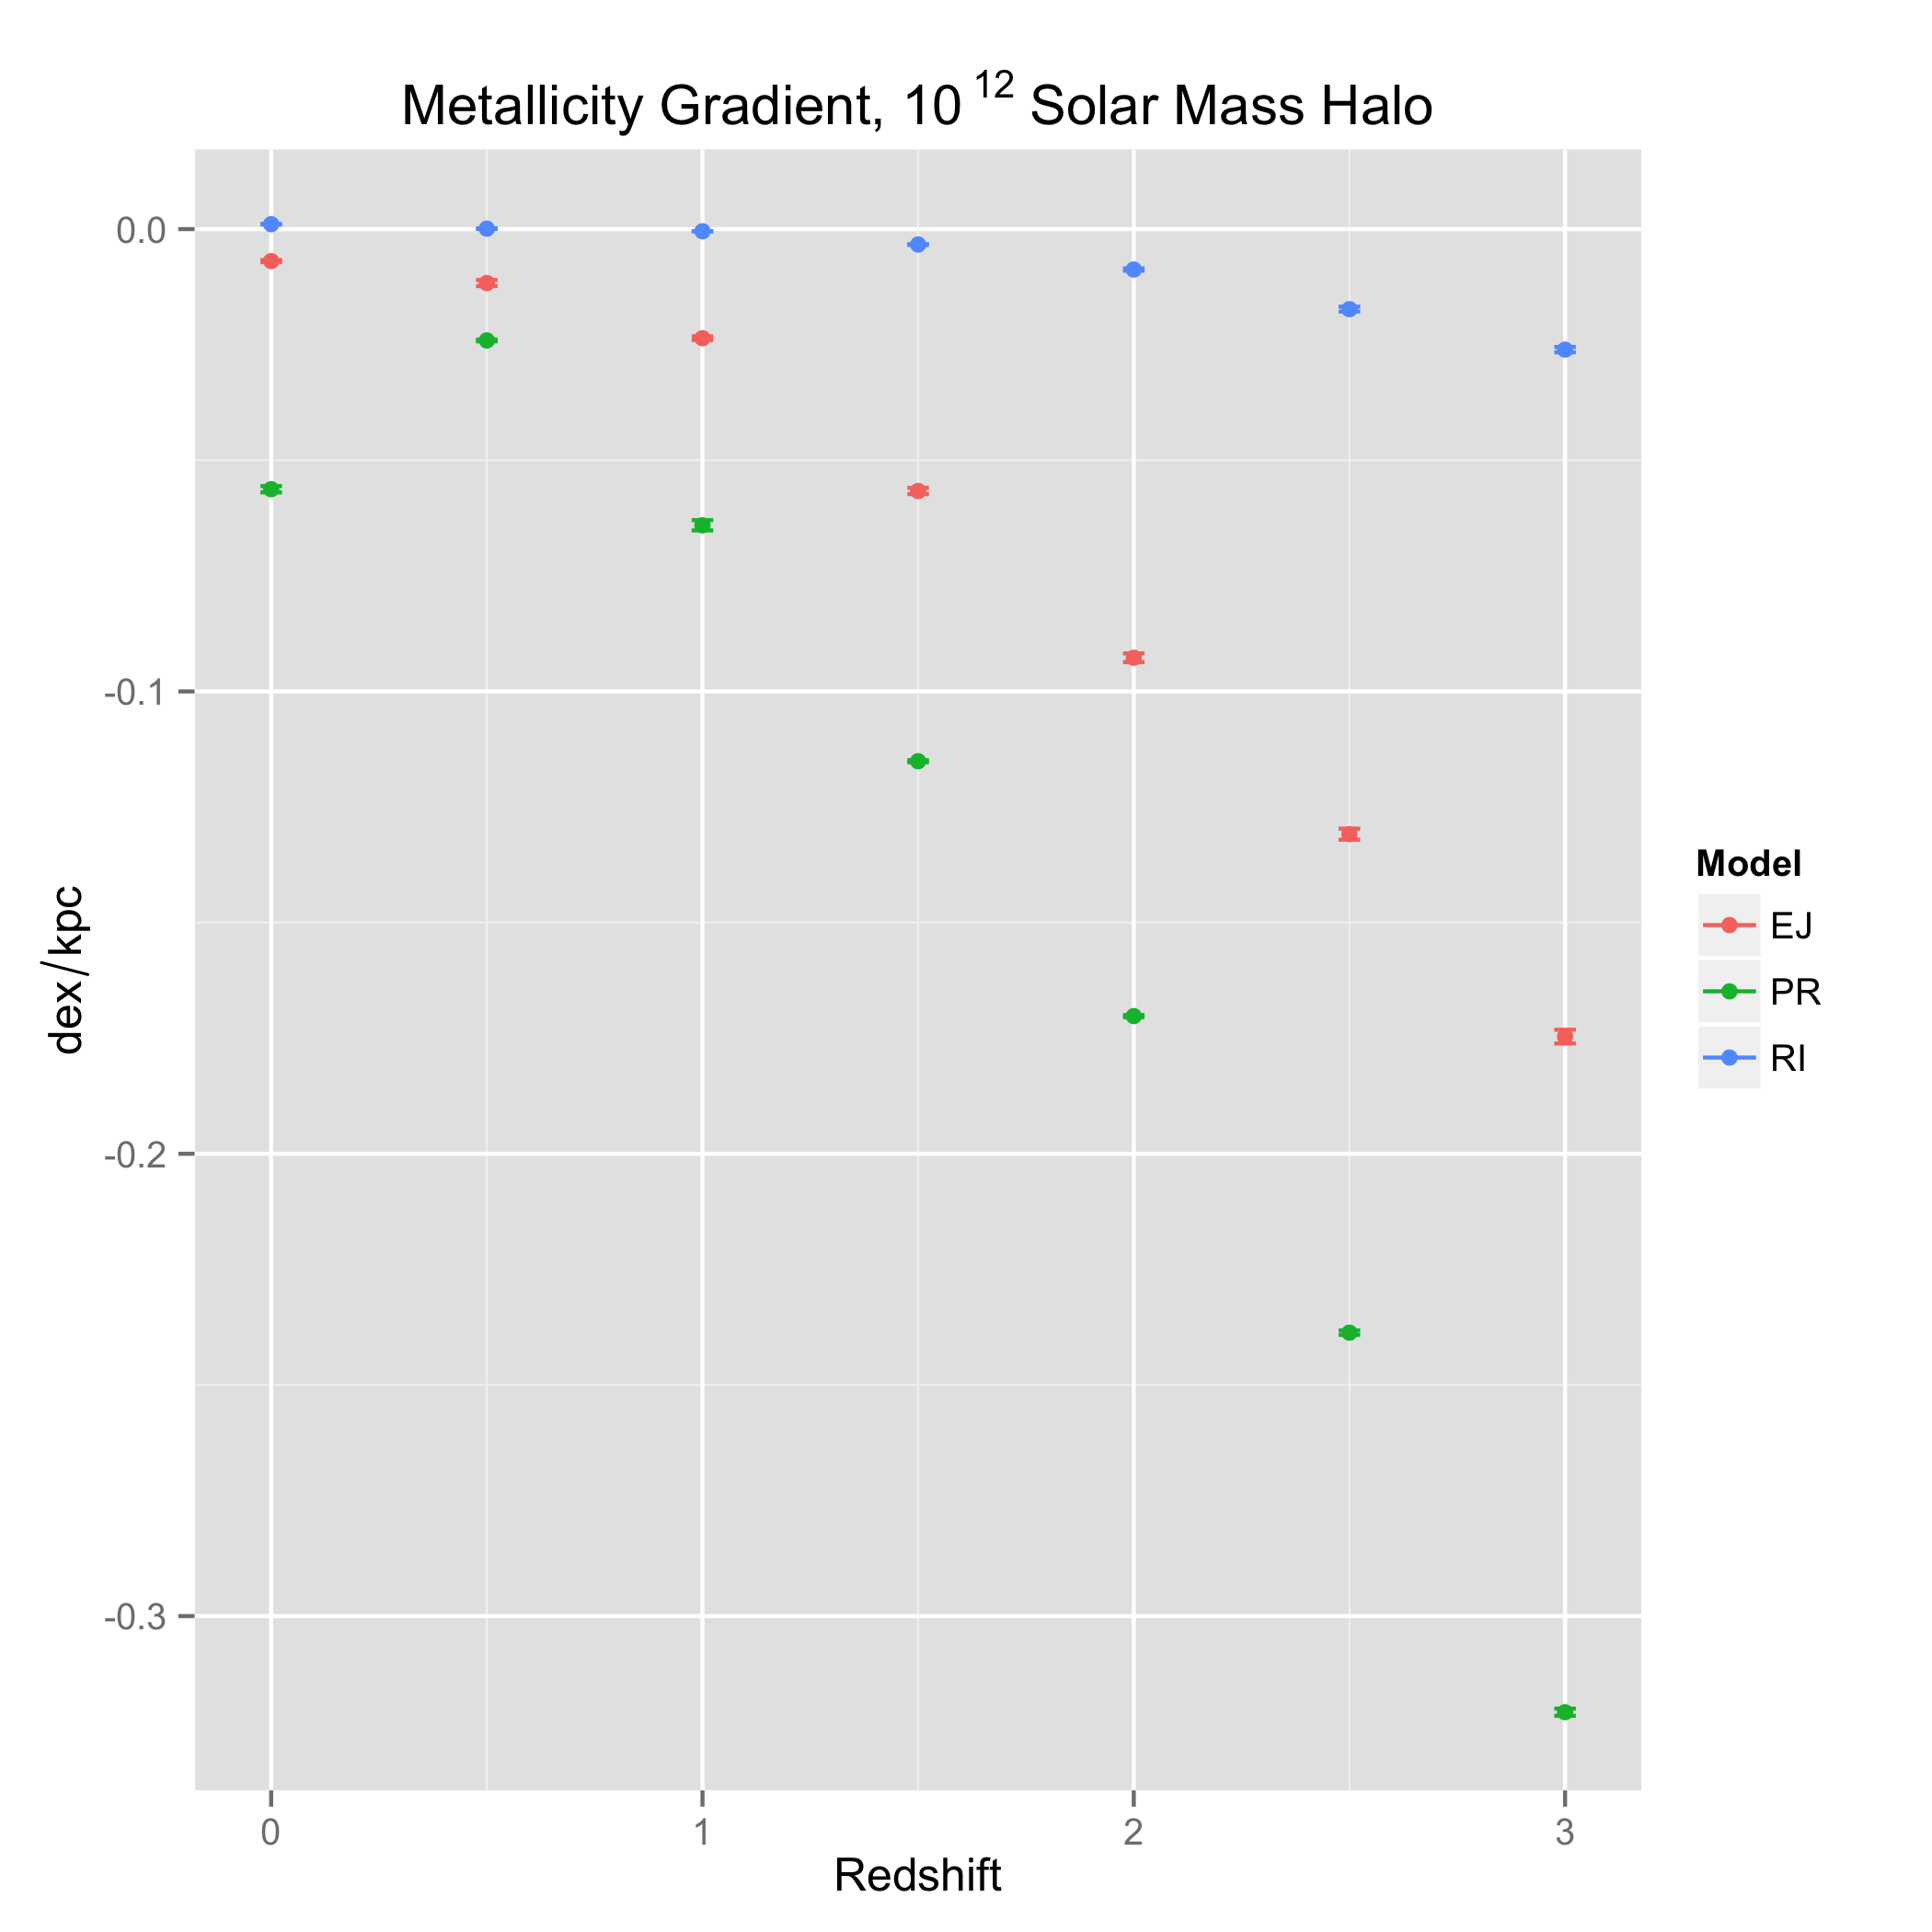 Metallicity Gradient, 10^12 Solar Mass Halo
0.0
-0.1
-0.2
-0.3
dex/kpc
0 1 2 3
Redshift
Model
EJ
PR
RI